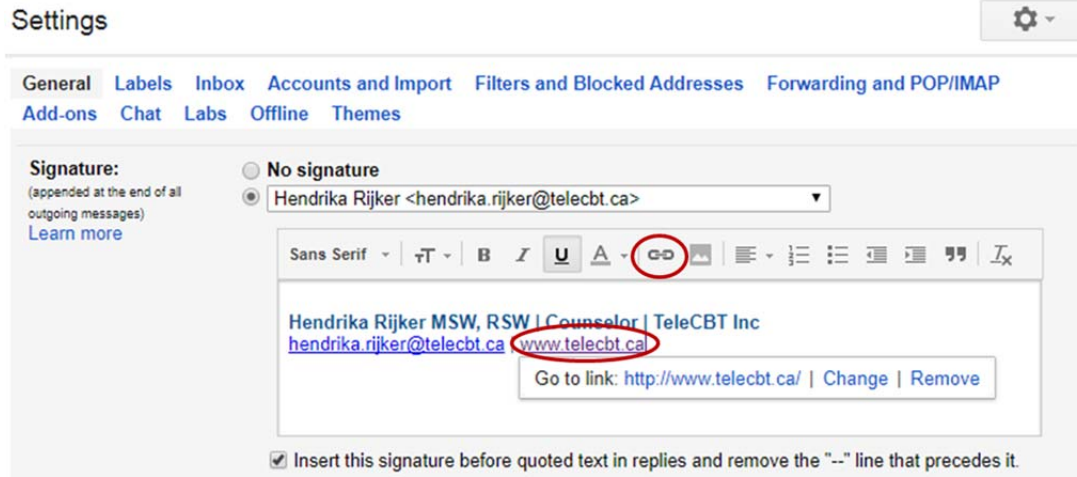 Settings
General Labels Inbox Accounts and Import Filters and Blocked Addresses Forwarding and POP/IMAP
Add-ons Chat Labs Offline Themes
Signature:
(appended at the end of all
outgoing messages)
Learn more
No signature
Hendrika Rijker <hendrika.rijker@telecbt.ca>
Sans Serif TT B I U A Tx
Hendrika Rijker MSW, RSW | Counselor | TeleCBT Inc
hendrika.rijker@telecbt.ca | www.telecbt.ca
Go to link: http://www.telecbt.ca/ | Change | Remove
Insert this signature before quoted text in replies and remove the "--" line that precedes it.